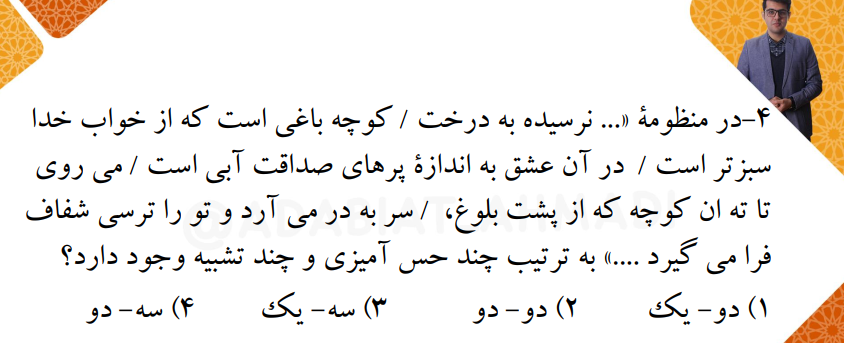 ۴-در منظومهٔ «... نرسیده به درخت / کوچه باغی است که از خواب خدا
سبزتر است / در آن عشق به اندازهٔ پرهای صداقت آبی است / می روی
تا ته ان کوچه که از پشت بلوغ، / سر به در می آرد و تو را ترسی شفاف
فرا می گیرد ....» به ترتیب چند حس آمیزی و چند تشبیه وجود دارد؟
۱) دو- یک ۲) دو- دو ۳) سه- یک ۴) سه- دو
@ADABIAT_AHMADI